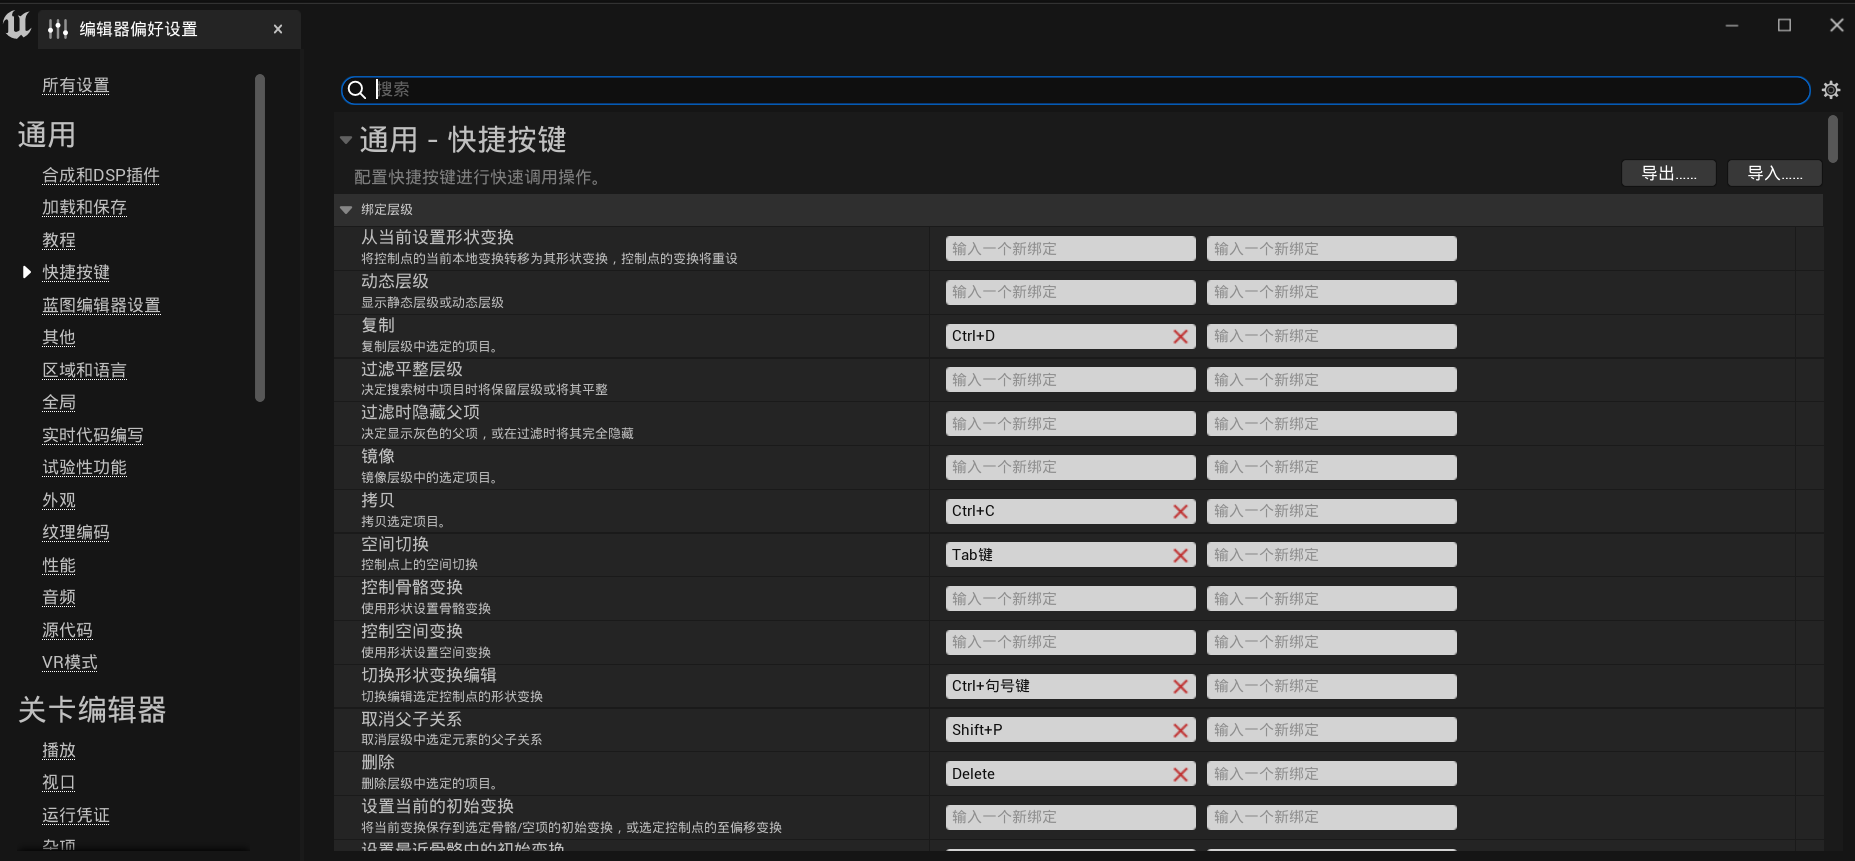 编辑器偏好设置
所有设置
通用
合成和DSP插件
加载和保存
教程
快捷按键
蓝图编辑器设置
其他
区域和语言
全局
实时代码编写
试验性功能
外观
纹理编码
性能
音频
源代码
VR模式
关卡编辑器
播放
视口
运行凭证
杂项
搜索
通用 - 快捷按键
配置快捷按键进行快速调用操作。
导出...... 导入......
绑定层级
从当前设置形状变换
将控制点的当前本地变换转移为其形状变换，控制点的变换将重设
输入一个新绑定 输入一个新绑定
动态层级
显示静态层级或动态层级
输入一个新绑定 输入一个新绑定
复制
复制层级中选定的项目。
Ctrl+D 输入一个新绑定
过滤平整层级
决定搜索树中项目时将保留层级或将其平整
输入一个新绑定 输入一个新绑定
过滤时隐藏父项
决定显示灰色的父项，或在过滤时将其完全隐藏
输入一个新绑定 输入一个新绑定
镜像
镜像层级中的选定项目。
输入一个新绑定 输入一个新绑定
拷贝
拷贝选定项目。
Ctrl+C 输入一个新绑定
空间切换
控制点上的空间切换
Tab键 输入一个新绑定
控制骨骼变换
使用形状设置骨骼变换
输入一个新绑定 输入一个新绑定
控制空间变换
使用形状设置空间变换
输入一个新绑定 输入一个新绑定
切换形状变换编辑
切换编辑选定控制点的形状变换
Ctrl+句号键 输入一个新绑定
取消父子关系
取消层级中选定元素的父子关系
Shift+P 输入一个新绑定
删除
删除层级中选定的项目。
Delete 输入一个新绑定
设置当前的初始变换
将当前变换保存到选定骨骼/空项的初始变换，或选定控制点的至偏移变换
输入一个新绑定 输入一个新绑定
设置最近骨骼中的初始变换